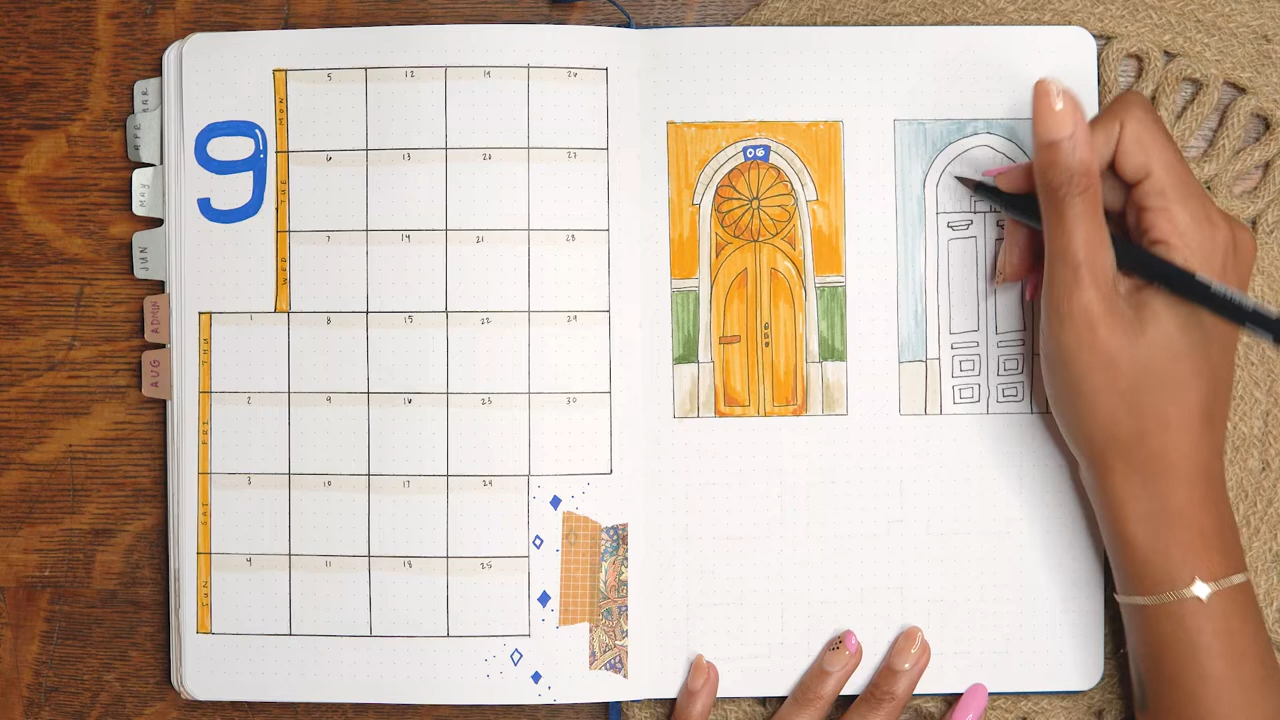 MAR
APR
MAY
JUN
ADMIN
AUG
9
MON 5 12 19 26
TUE 6 13 20 27
WED 7 14 21 28
THU 1 8 15 22 29
FRI 2 9 16 23 30
SAT 3 10 17 24
SUN 4 11 18 25
06